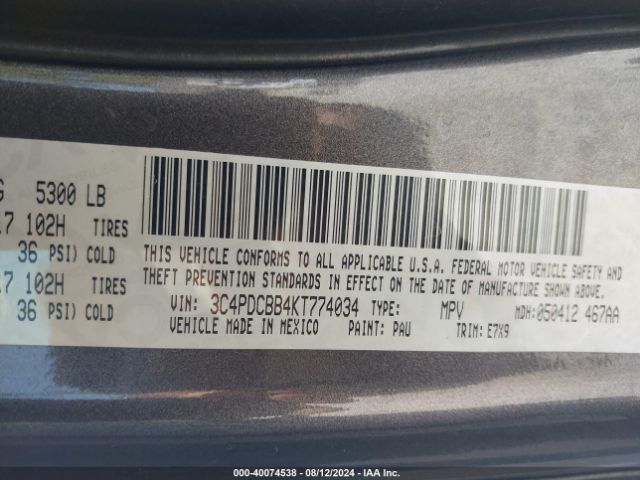 G 5300 LB
7 102H TIRES
36 PSI) COLD
7 102H TIRES
36 PSI) COLD
THIS VEHICLE CONFORMS TO ALL APPLICABLE U.S.A. FEDERAL MOTOR VEHICLE SAFETY AND
THEFT PREVENTION STANDARDS IN EFFECT ON THE DATE OF MANUFACTURE SHOWN ABOVE.
VIN: 3C4PDCBB4KT774034 TYPE: MPV MDH: 050412 467AA
VEHICLE MADE IN MEXICO PAINT: PAU TRIM: E7X9
000-40074538 - 08/12/2024 - IAA Inc.